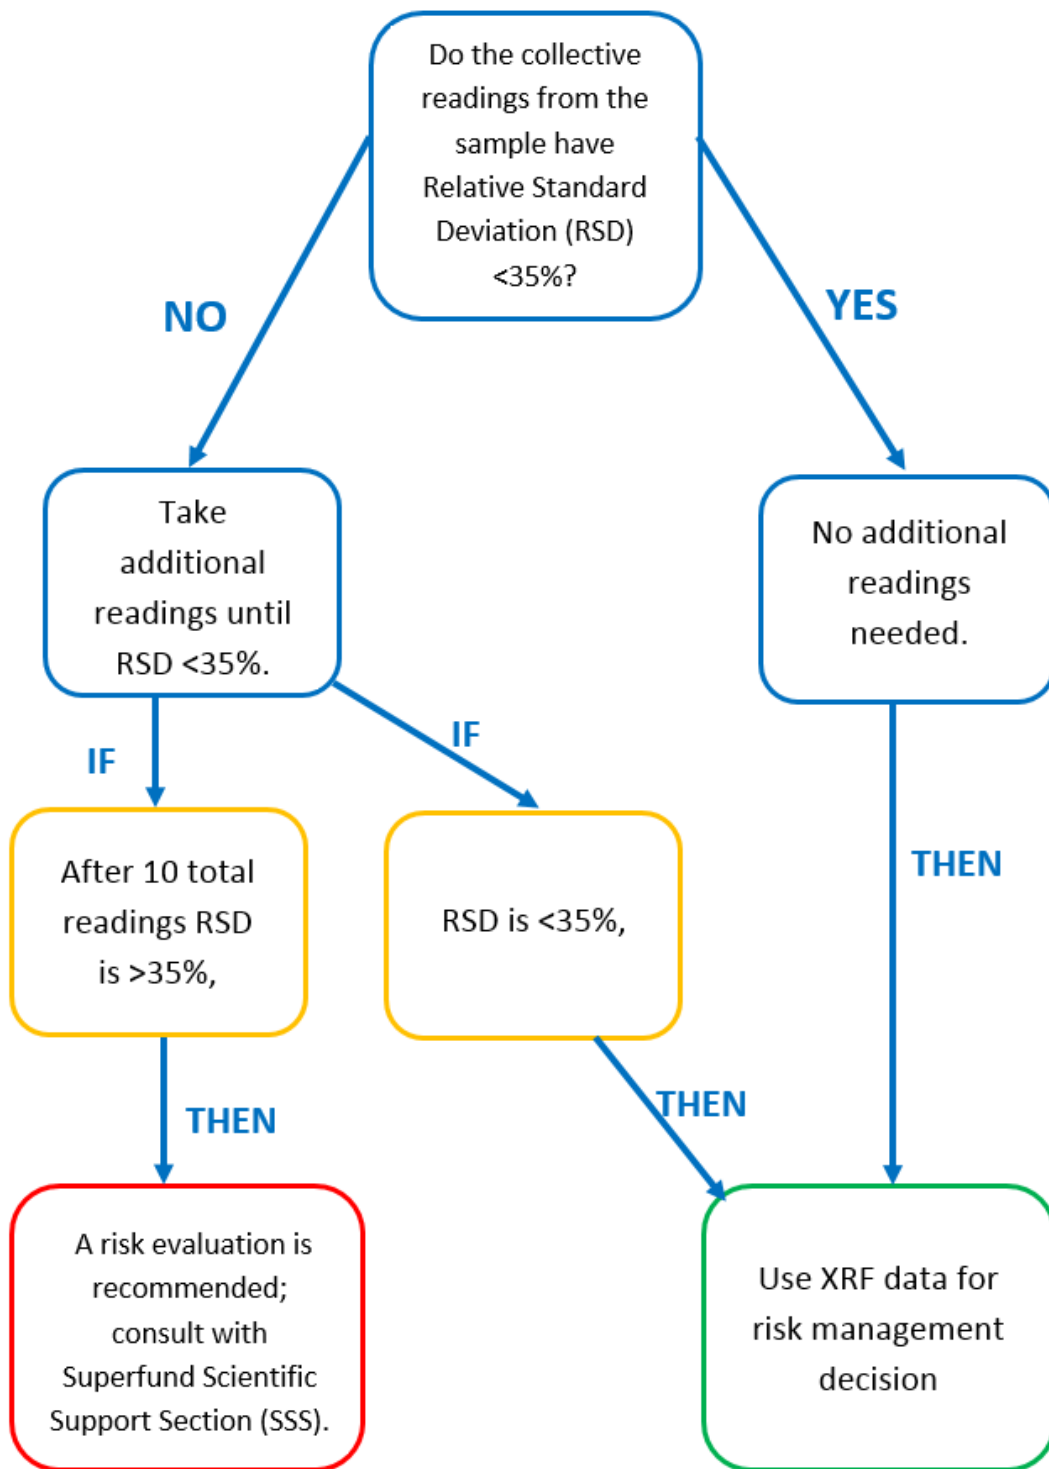 Do the collective
readings from the
sample have
Relative Standard
Deviation (RSD)
<35%?
NO
YES
Take
additional
readings until
RSD <35%.
No additional
readings
needed.
IF
IF
After 10 total
readings RSD
is >35%,
RSD is <35%,
THEN
THEN
THEN
A risk evaluation is
recommended;
consult with
Superfund Scientific
Support Section (SSS).
Use XRF data for
risk management
decision